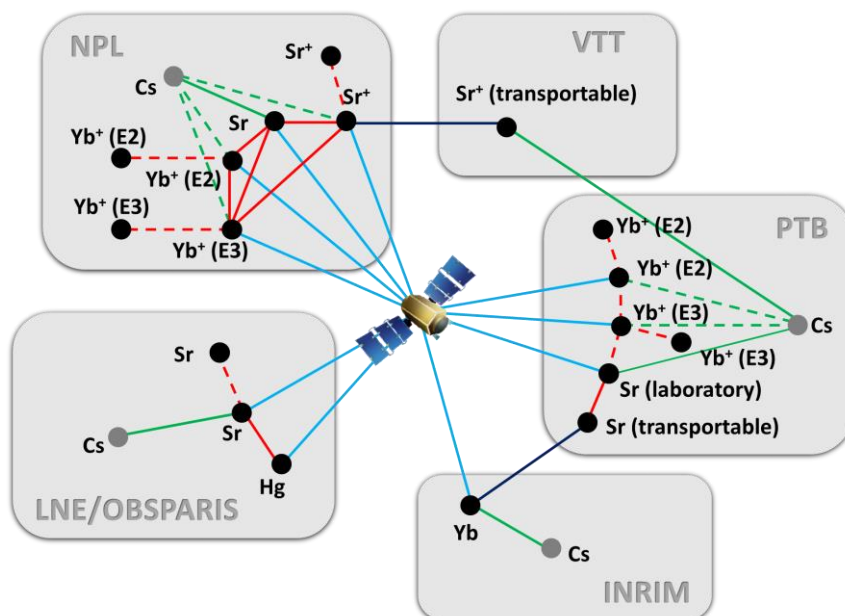 NPL
Sr⁺
Cs
Sr
Sr⁺
Yb⁺ (E2)
Yb⁺ (E2)
Yb⁺ (E3)
Yb⁺ (E3)
VTT
Sr⁺ (transportable)
PTB
Yb⁺ (E2)
Yb⁺ (E2)
Yb⁺ (E3)
Cs
Yb⁺ (E3)
Sr (laboratory)
Sr (transportable)
Sr
Cs
Sr
Hg
LNE/OBSPARIS
Yb
Cs
INRIM